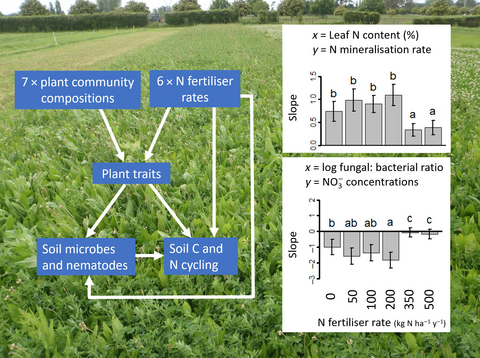 7 × plant community
compositions
6 × N fertiliser
rates
Plant traits
Soil microbes
and nematodes
Soil C and
N cycling
x = Leaf N content (%)
y = N mineralisation rate
Slope
1.5
1.0
0.5
0.0
b b b b a a
x = log fungal: bacterial ratio
y = NO₃⁻ concentrations
Slope
2
1
0
−1
−2
−3
b ab ab a c c
0 50 100 200 350 500
N fertiliser rate (kg N ha⁻¹ y⁻¹)